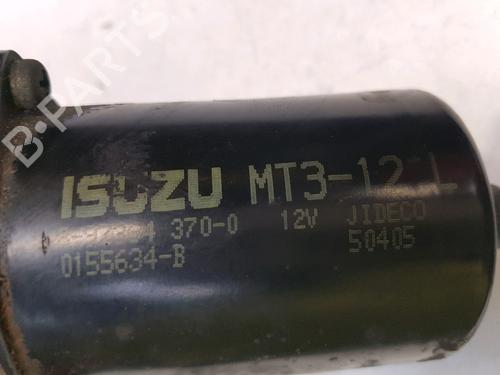 B-PARTS
ISUZU MT3-12 L
370-0 12V JIDECO
0155634-B 50405